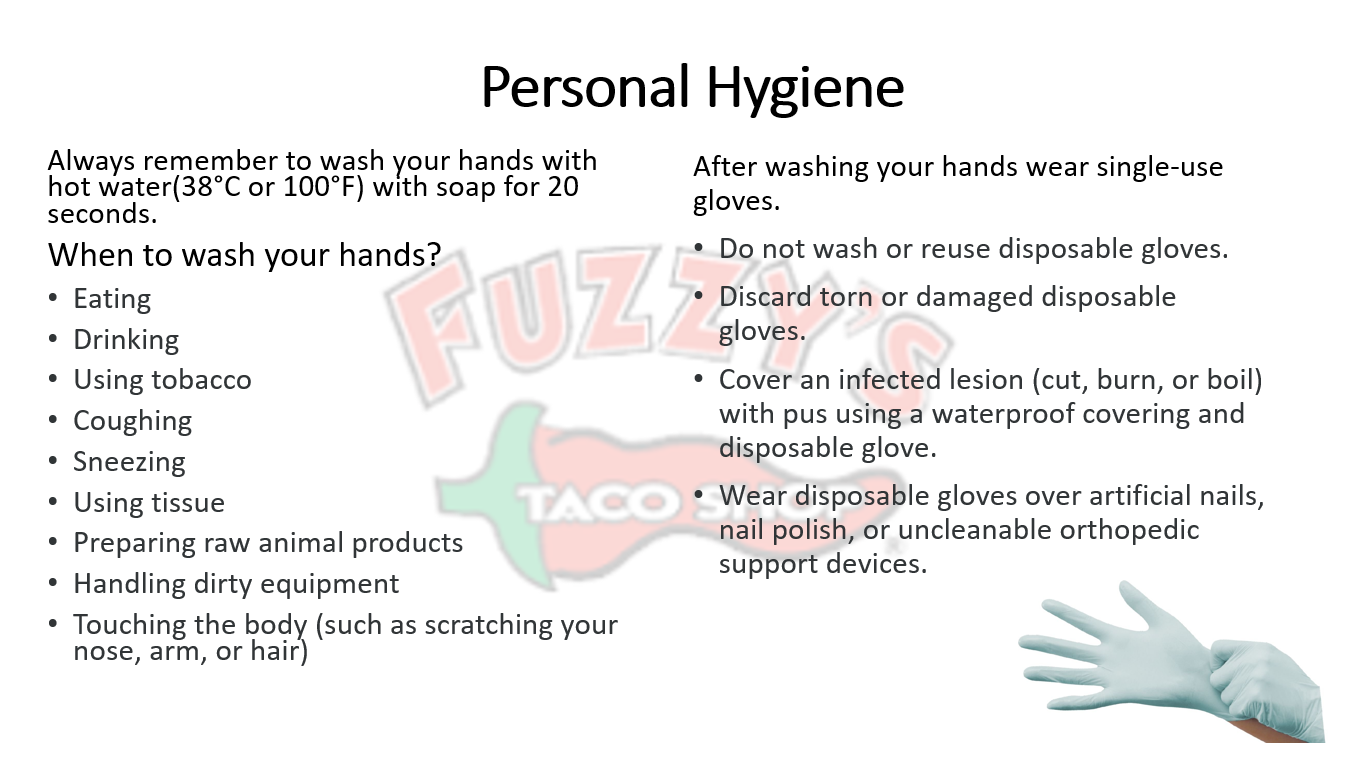 Personal Hygiene
Always remember to wash your hands with
hot water(38°C or 100°F) with soap for 20
seconds.
When to wash your hands?
• Eating
• Drinking
• Using tobacco
• Coughing
• Sneezing
• Using tissue
• Preparing raw animal products
• Handling dirty equipment
• Touching the body (such as scratching your
nose, arm, or hair)
After washing your hands wear single-use
gloves.
• Do not wash or reuse disposable gloves.
• Discard torn or damaged disposable
gloves.
• Cover an infected lesion (cut, burn, or boil)
with pus using a waterproof covering and
disposable glove.
• Wear disposable gloves over artificial nails,
nail polish, or uncleanable orthopedic
support devices.
FUZZY'S
TACO SHOP